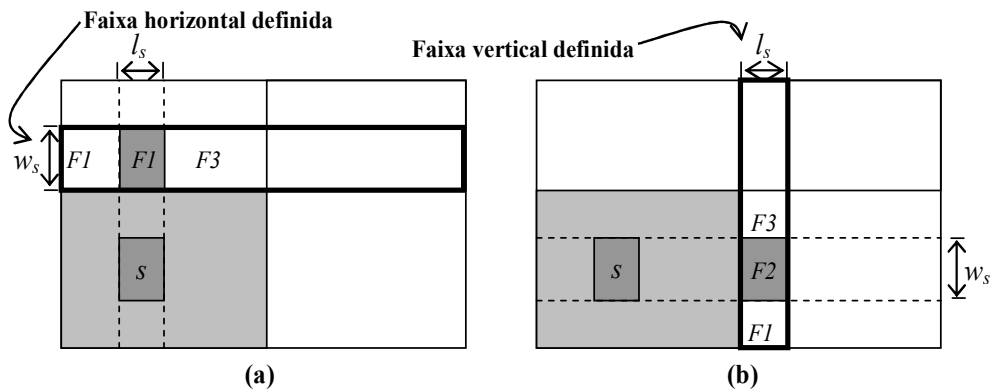 Faixa horizontal definida
l_s
w_s
F1
F1
F3
s
(a)
Faixa vertical definida
l_s
F3
s
F2
w_s
F1
(b)